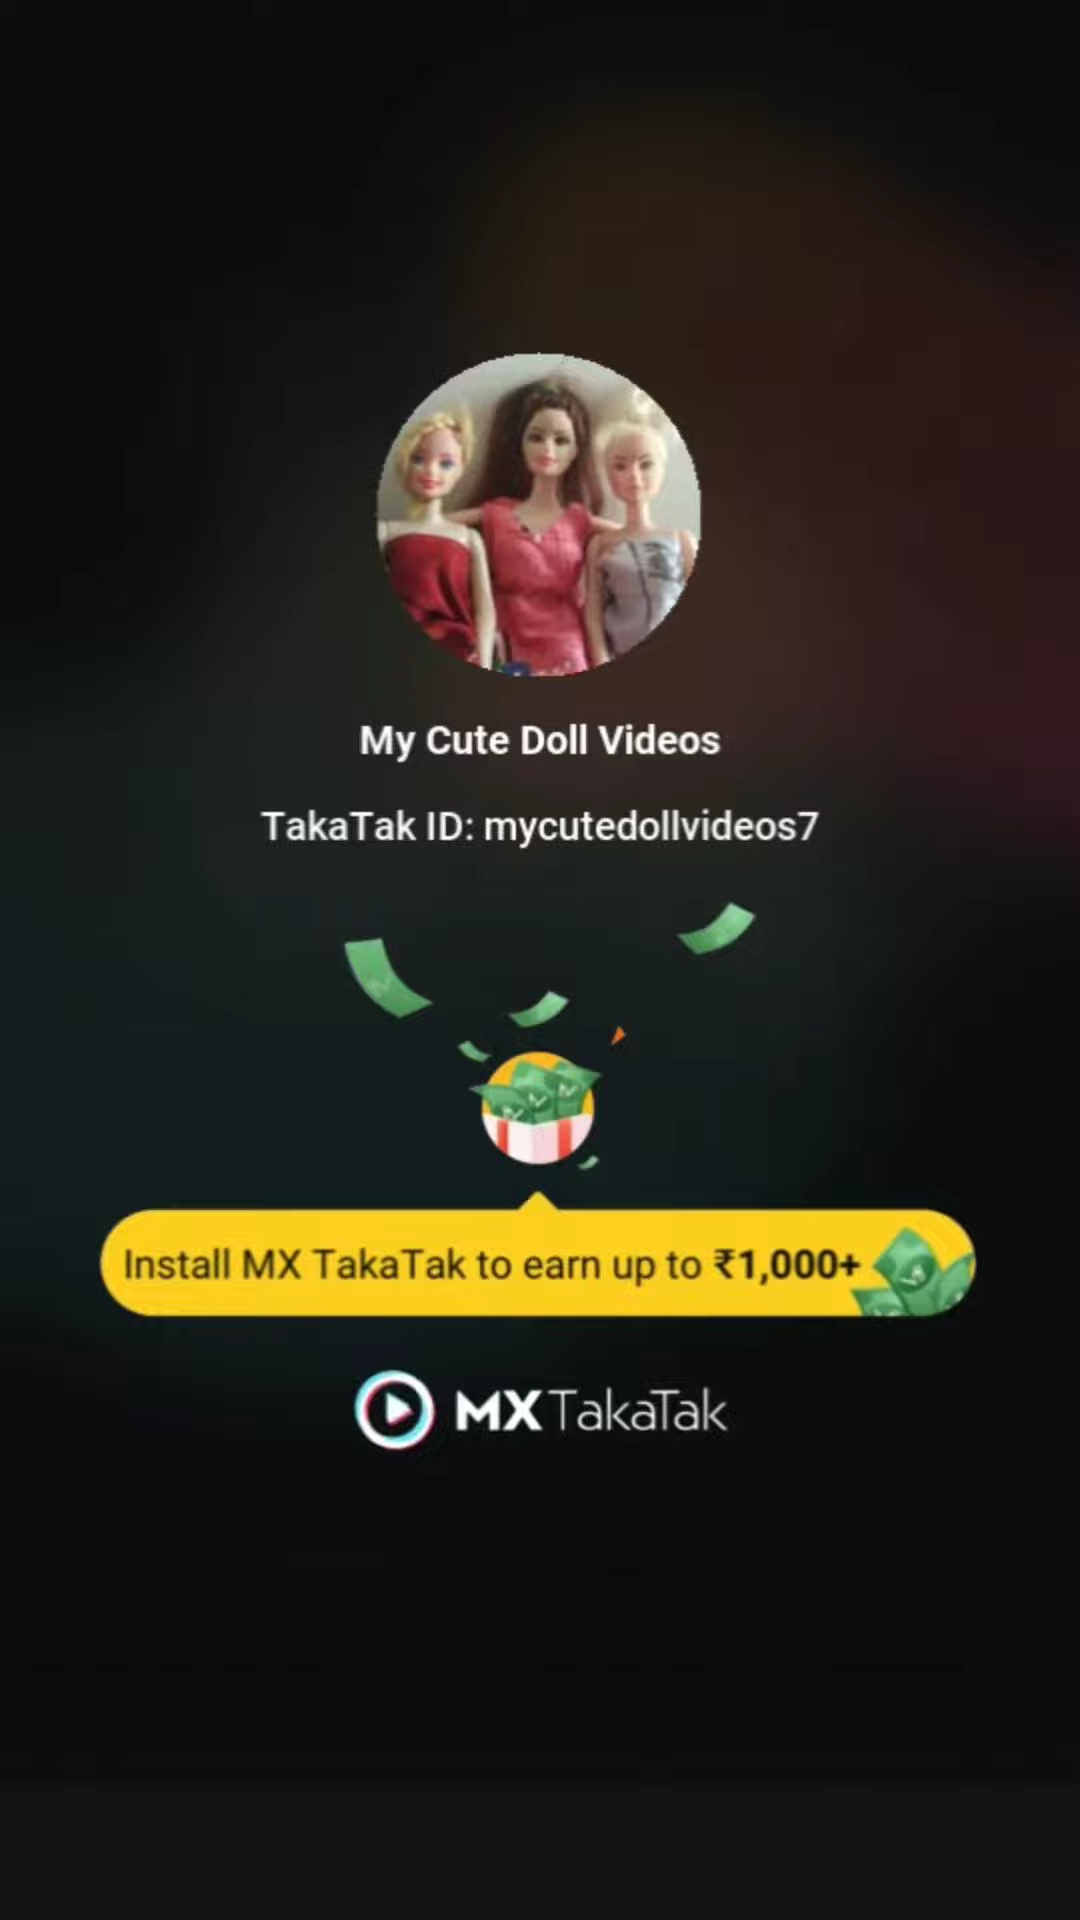 My Cute Doll Videos
TakaTak ID: mycutedollvideos7
Install MX TakaTak to earn up to ₹1,000+
MX TakaTak